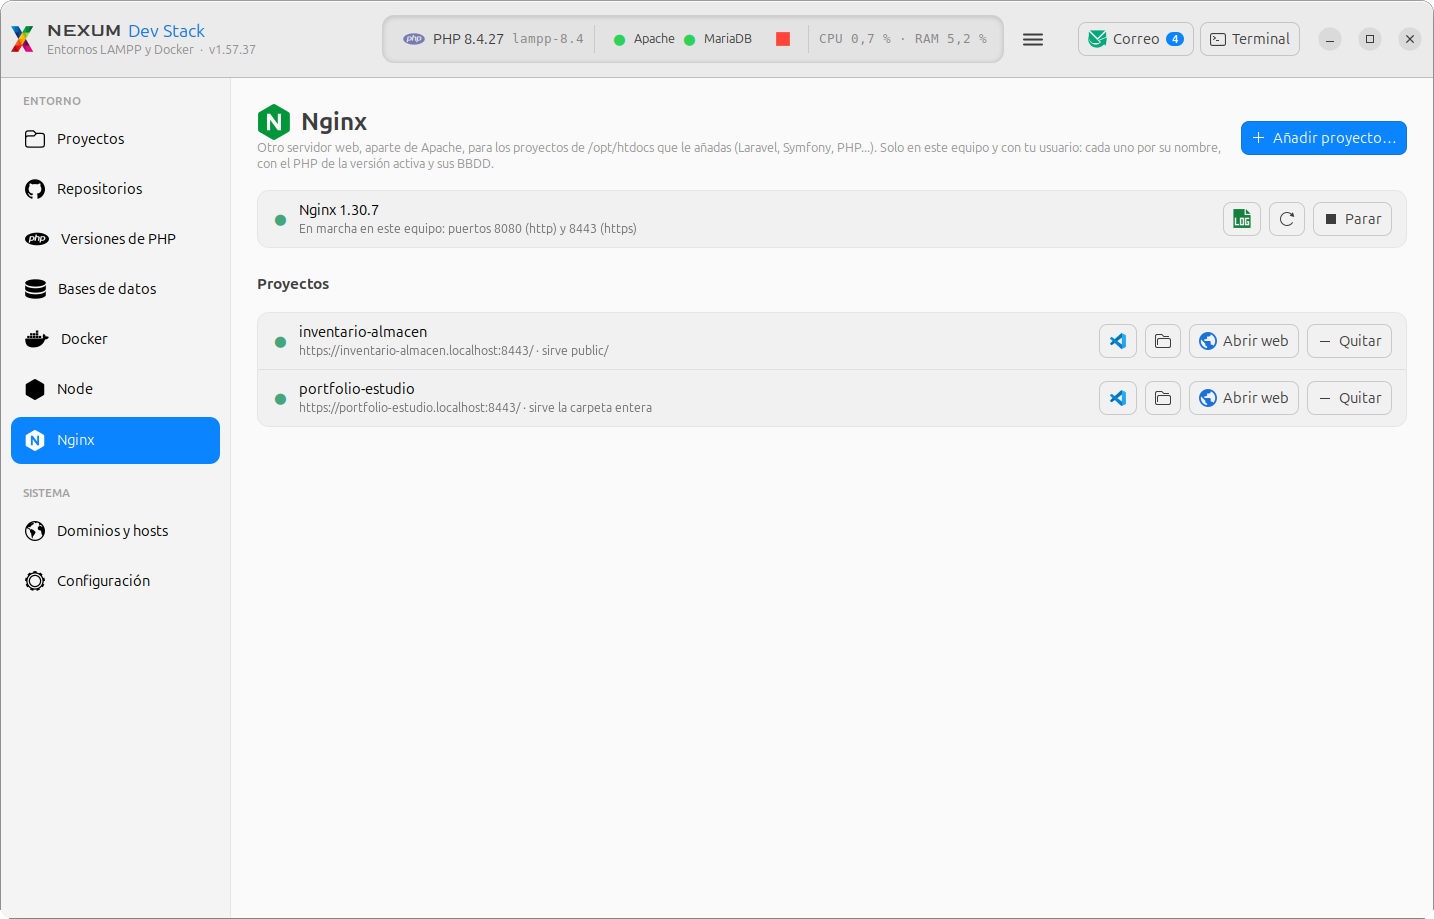 NEXUM Dev Stack
Entornos LAMPP y Docker · v1.57.37
php PHP 8.4.27 lampp-8.4
Apache MariaDB
CPU 0,7 % · RAM 5,2 %
Correo 4
Terminal
ENTORNO
Proyectos
Repositorios
php Versiones de PHP
Bases de datos
Docker
Node
N Nginx
SISTEMA
Dominios y hosts
Configuración
N Nginx
Otro servidor web, aparte de Apache, para los proyectos de /opt/htdocs que le añadas (Laravel, Symfony, PHP...). Solo en este equipo y con tu usuario: cada uno por su nombre,
con el PHP de la versión activa y sus BBDD.
+ Añadir proyecto...
Nginx 1.30.7
En marcha en este equipo: puertos 8080 (http) y 8443 (https)
LOG
Parar
Proyectos
inventario-almacen
https://inventario-almacen.localhost:8443/ · sirve public/
Abrir web
— Quitar
portfolio-estudio
https://portfolio-estudio.localhost:8443/ · sirve la carpeta entera
Abrir web
— Quitar